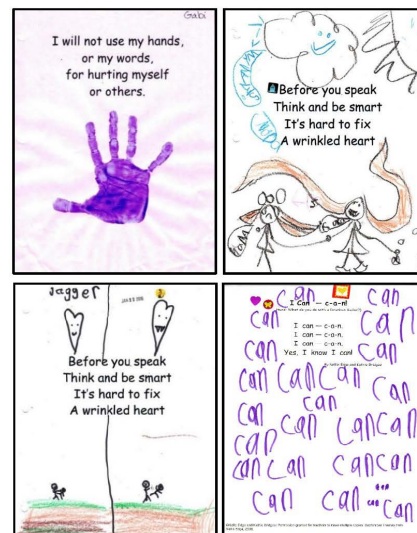 Gabi
I will not use my hands,
or my words,
for hurting myself
or others.
Before you speak
Think and be smart
It's hard to fix
A wrinkled heart
Jagger
Before you speak
Think and be smart
It's hard to fix
A wrinkled heart
I Can — c-a-n!
I can — c-a-n.
I can — c-a-n.
I can — c-a-n.
Yes, I know I can!
can can
can can
can can
can can can can
can can
can can can can
can
can can can can
can can can can